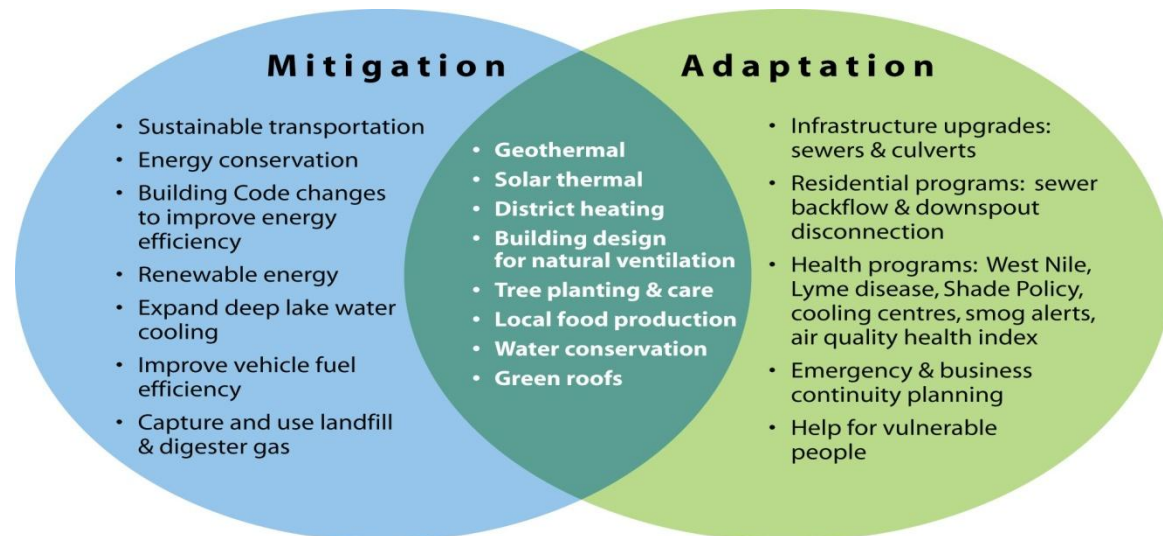 Mitigation
• Sustainable transportation
• Energy conservation
• Building Code changes
to improve energy
efficiency
• Renewable energy
• Expand deep lake water
cooling
• Improve vehicle fuel
efficiency
• Capture and use landfill
& digester gas
• Geothermal
• Solar thermal
• District heating
• Building design
for natural ventilation
• Tree planting & care
• Local food production
• Water conservation
• Green roofs
Adaptation
• Infrastructure upgrades:
sewers & culverts
• Residential programs: sewer
backflow & downspout
disconnection
• Health programs: West Nile,
Lyme disease, Shade Policy,
cooling centres, smog alerts,
air quality health index
• Emergency & business
continuity planning
• Help for vulnerable
people